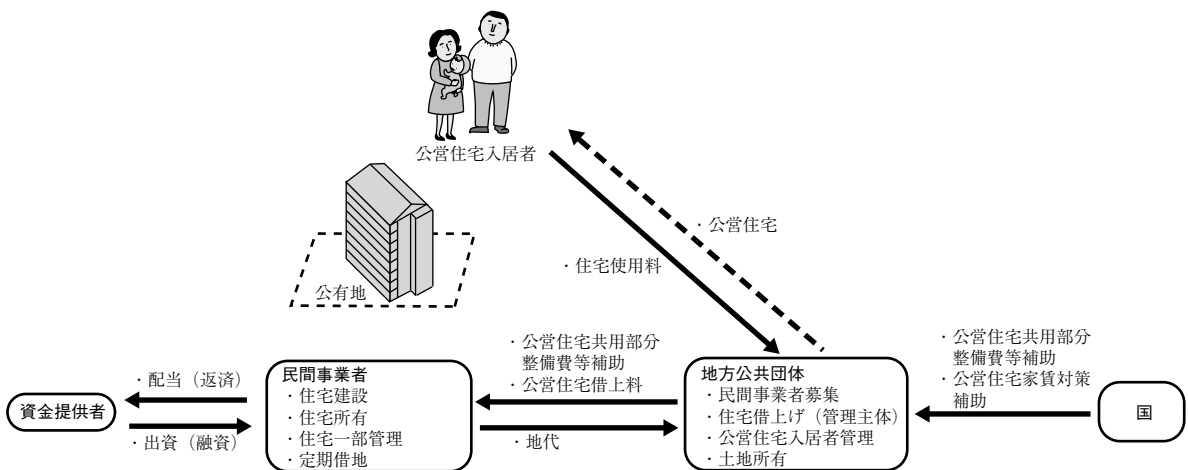 公営住宅入居者
・公営住宅
・住宅使用料
公有地
・公営住宅共用部分
整備費等補助
・公営住宅借上料
・公営住宅共用部分
整備費等補助
・公営住宅家賃対策
補助
・配当（返済）
・出資（融資）
資金提供者
民間事業者
・住宅建設
・住宅所有
・住宅一部管理
・定期借地
・地代
地方公共団体
・民間事業者募集
・住宅借上げ（管理主体）
・公営住宅入居者管理
・土地所有
国